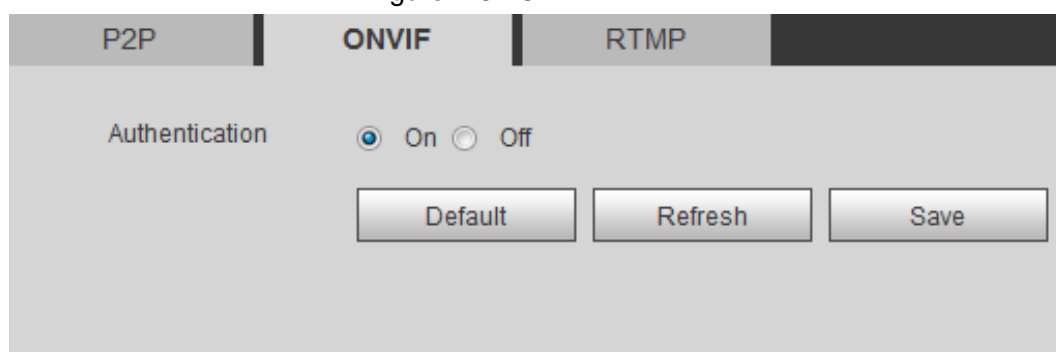 P2P ONVIF RTMP
Authentication On Off
Default Refresh Save